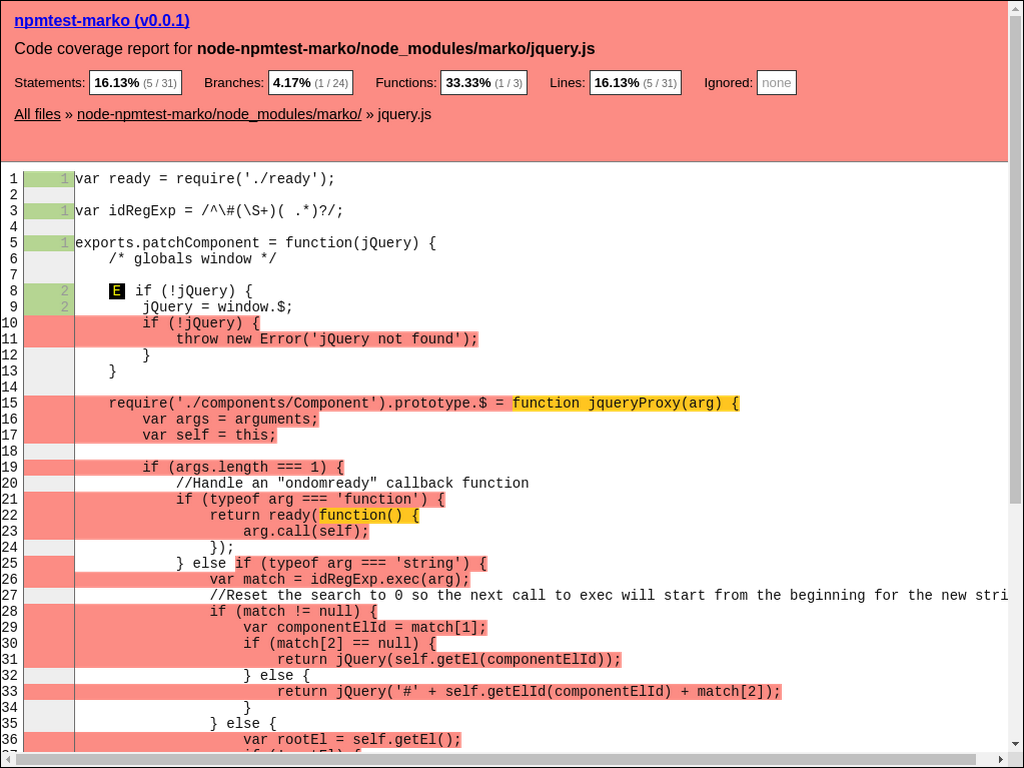 npmtest-marko (v0.0.1)
Code coverage report for node-npmtest-marko/node_modules/marko/jquery.js
Statements: 16.13% (5 / 31) Branches: 4.17% (1 / 24) Functions: 33.33% (1 / 3) Lines: 16.13% (5 / 31) Ignored: none
All files » node-npmtest-marko/node_modules/marko/ » jquery.js
1 1 var ready = require('./ready');
2
3 1 var idRegExp = /^\#(\S+)( .*)?/;
4
5 1 exports.patchComponent = function(jQuery) {
6 /* globals window */
7
8 2 E if (!jQuery) {
9 2 jQuery = window.$;
10 if (!jQuery) {
11 throw new Error('jQuery not found');
12 }
13 }
14
15 require('./components/Component').prototype.$ = function jqueryProxy(arg) {
16 var args = arguments;
17 var self = this;
18
19 if (args.length === 1) {
20 //Handle an "ondomready" callback function
21 if (typeof arg === 'function') {
22 return ready(function() {
23 arg.call(self);
24 });
25 } else if (typeof arg === 'string') {
26 var match = idRegExp.exec(arg);
27 //Reset the search to 0 so the next call to exec will start from the beginning for the new stri
28 if (match != null) {
29 var componentElId = match[1];
30 if (match[2] == null) {
31 return jQuery(self.getEl(componentElId));
32 } else {
33 return jQuery('#' + self.getElId(componentElId) + match[2]);
34 }
35 } else {
36 var rootEl = self.getEl();